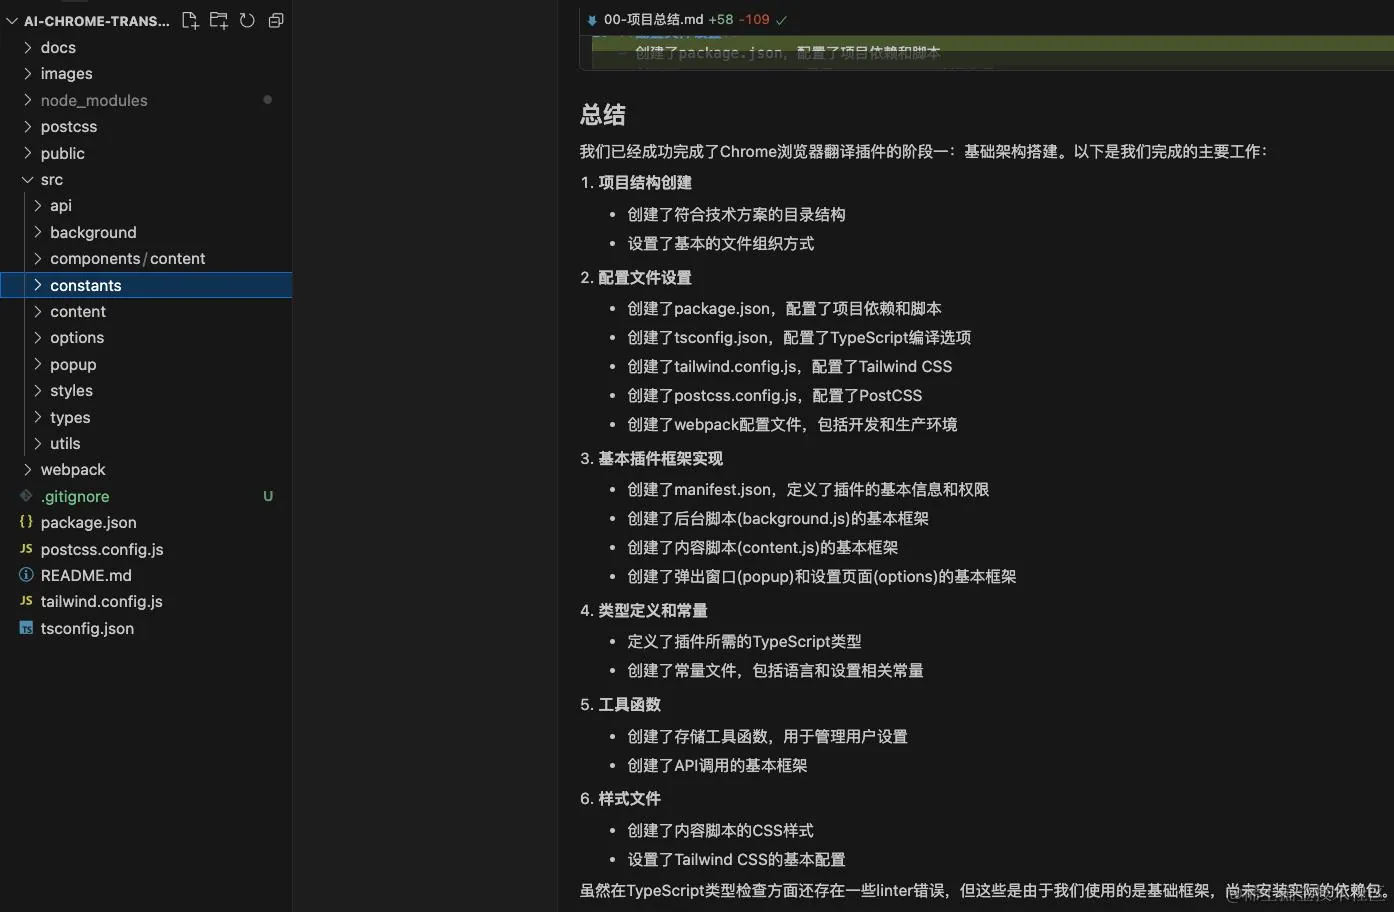 AI-CHROME-TRANS...
docs
images
node_modules
postcss
public
src
api
background
components/content
constants
content
options
popup
styles
types
utils
webpack
.gitignore U
{} package.json
JS postcss.config.js
README.md
JS tailwind.config.js
TS tsconfig.json
00-项目总结.md +58 -109
- 创建了package.json，配置了项目依赖和脚本
总结
我们已经成功完成了Chrome浏览器翻译插件的阶段一：基础架构搭建。以下是我们完成的主要工作：
1. 项目结构创建
• 创建了符合技术方案的目录结构
• 设置了基本的文件组织方式
2. 配置文件设置
• 创建了package.json，配置了项目依赖和脚本
• 创建了tsconfig.json，配置了TypeScript编译选项
• 创建了tailwind.config.js，配置了Tailwind CSS
• 创建了postcss.config.js，配置了PostCSS
• 创建了webpack配置文件，包括开发和生产环境
3. 基本插件框架实现
• 创建了manifest.json，定义了插件的基本信息和权限
• 创建了后台脚本(background.js)的基本框架
• 创建了内容脚本(content.js)的基本框架
• 创建了弹出窗口(popup)和设置页面(options)的基本框架
4. 类型定义和常量
• 定义了插件所需的TypeScript类型
• 创建了常量文件，包括语言和设置相关常量
5. 工具函数
• 创建了存储工具函数，用于管理用户设置
• 创建了API调用的基本框架
6. 样式文件
• 创建了内容脚本的CSS样式
• 设置了Tailwind CSS的基本配置
虽然在TypeScript类型检查方面还存在一些linter错误，但这些是由于我们使用的是基础框架，尚未安装实际的依赖包。